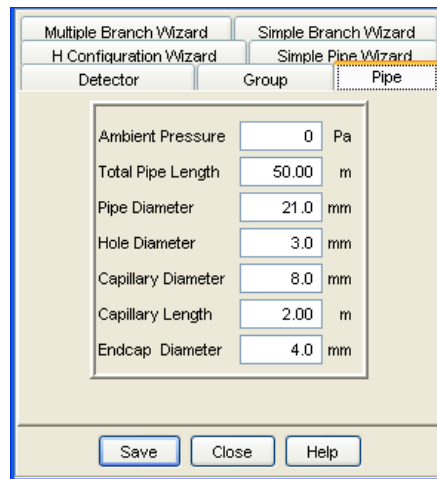 Multiple Branch Wizard Simple Branch Wizard
H Configuration Wizard Simple Pipe Wizard
Detector Group Pipe
Ambient Pressure 0 Pa
Total Pipe Length 50.00 m
Pipe Diameter 21.0 mm
Hole Diameter 3.0 mm
Capillary Diameter 8.0 mm
Capillary Length 2.00 m
Endcap Diameter 4.0 mm
Save Close Help